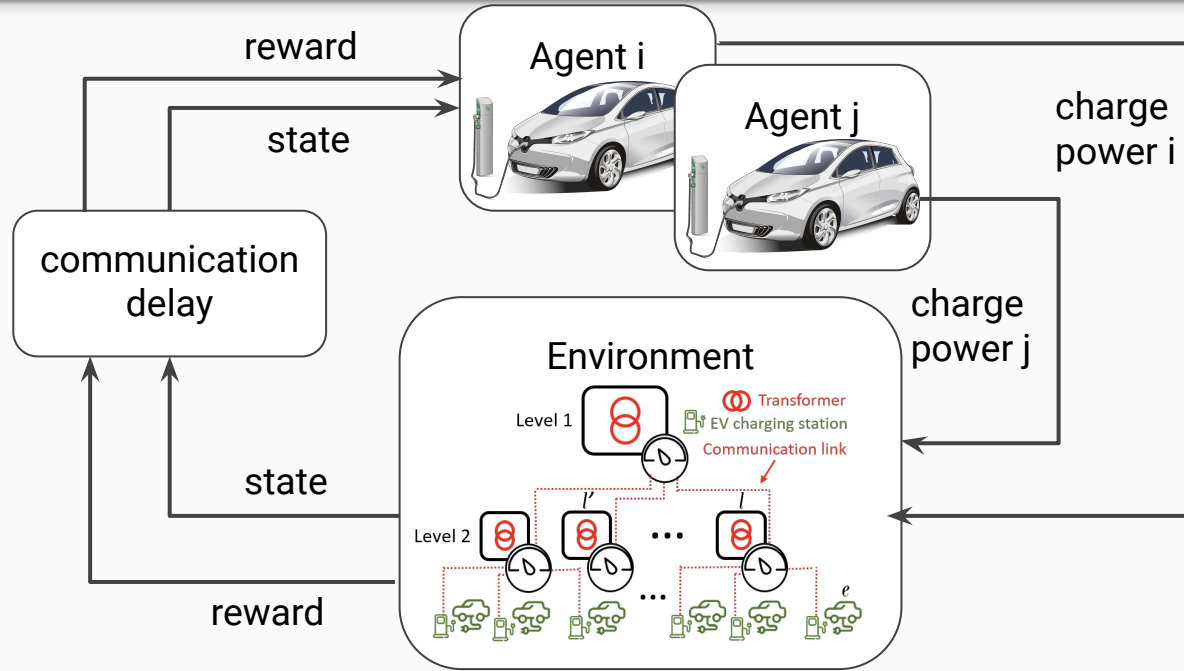 reward
state
Agent i
Agent j
charge
power i
communication
delay
charge
power j
Environment
Level 1
Transformer
EV charging station
Communication link
state
l′
l
...
Level 2
...
e
reward